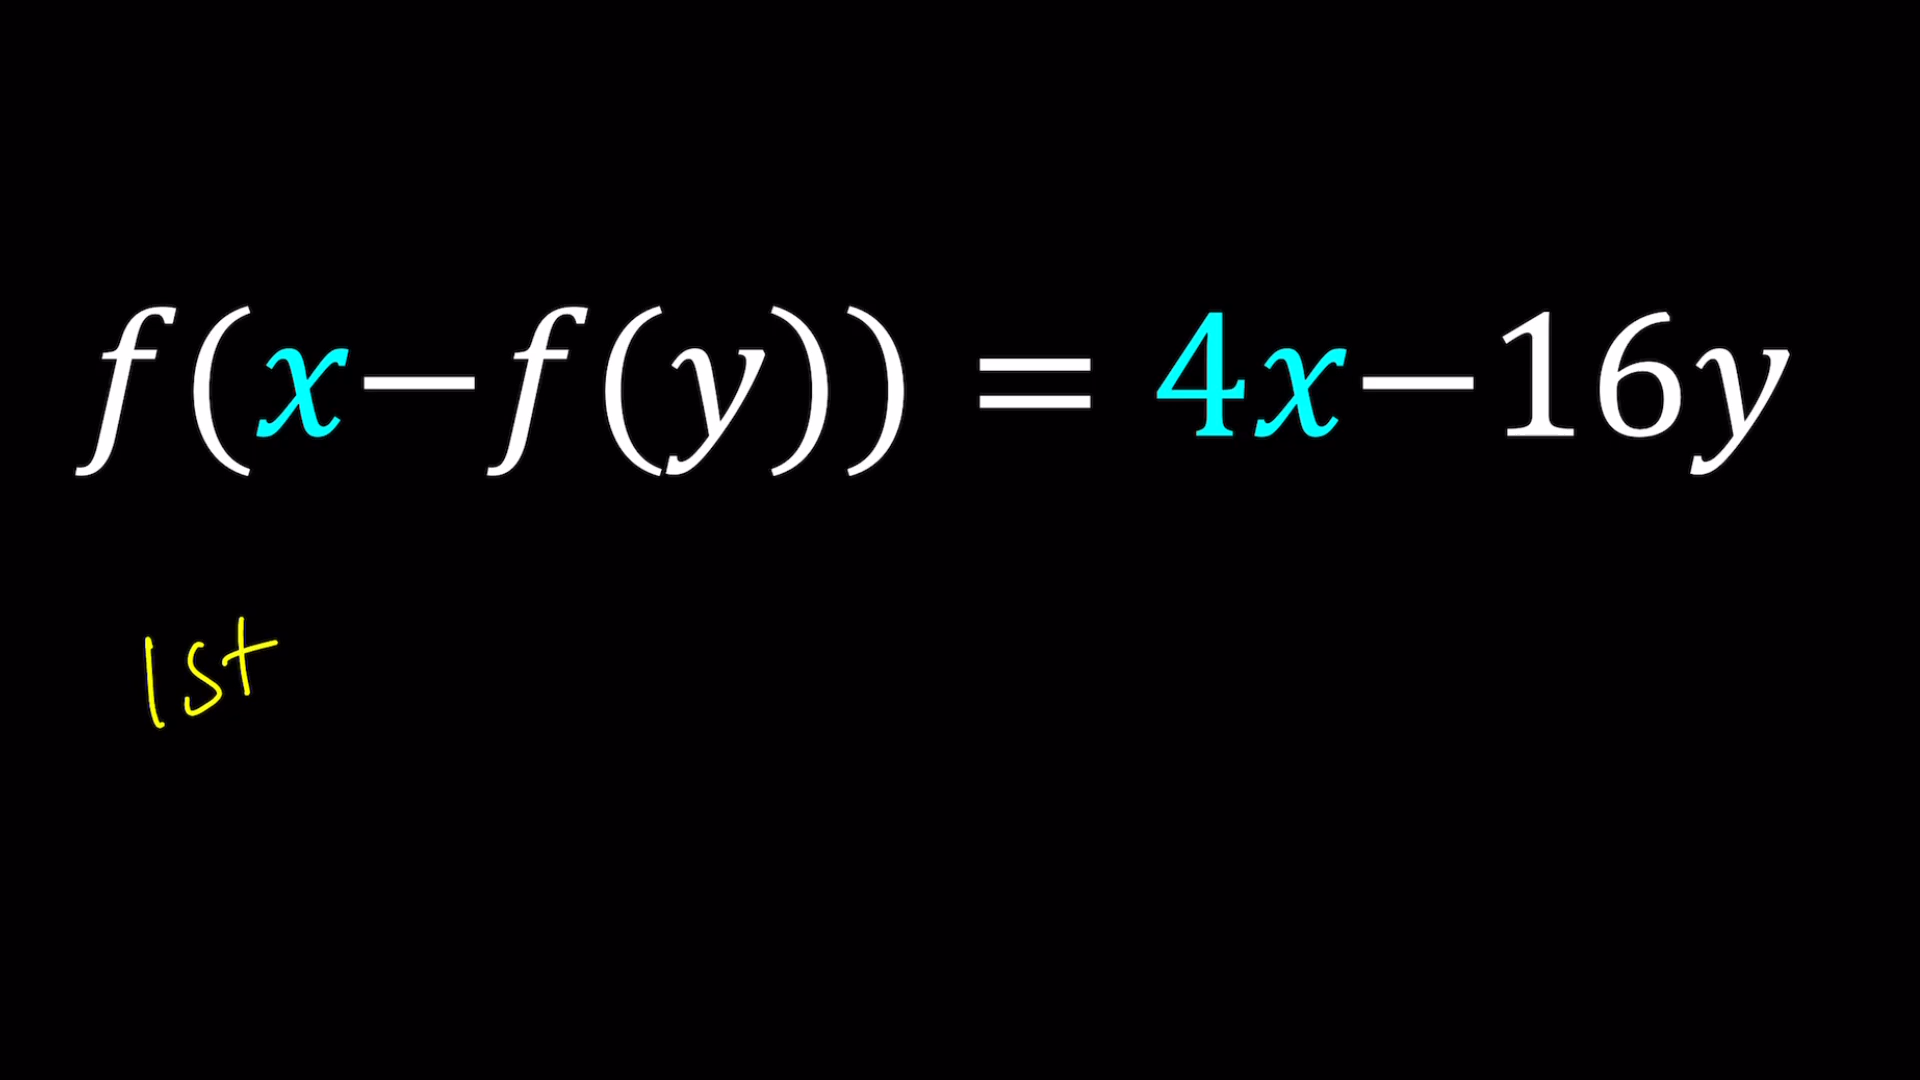 f(x−f(y)) = 4x−16y
1st